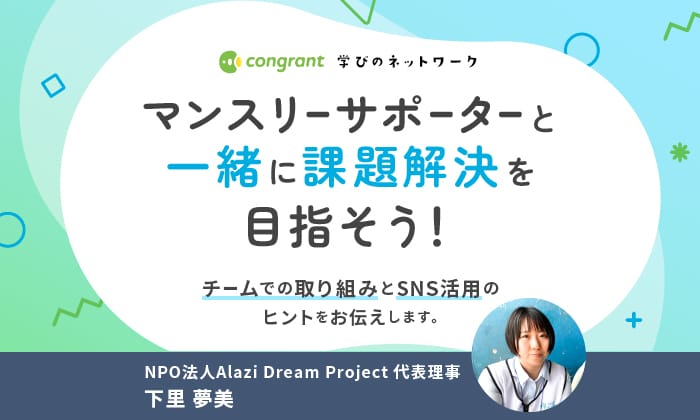 congrant 学びのネットワーク
マンスリーサポーターと
一緒に課題解決を
目指そう!
チームでの取り組みとSNS活用の
ヒントをお伝えします。
NPO法人Alazi Dream Project 代表理事
下里 夢美